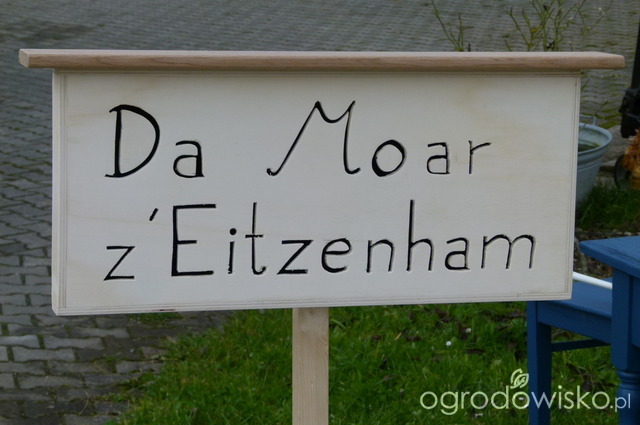 Da Moar
z'Eitzenham
ogrodowisko.pl